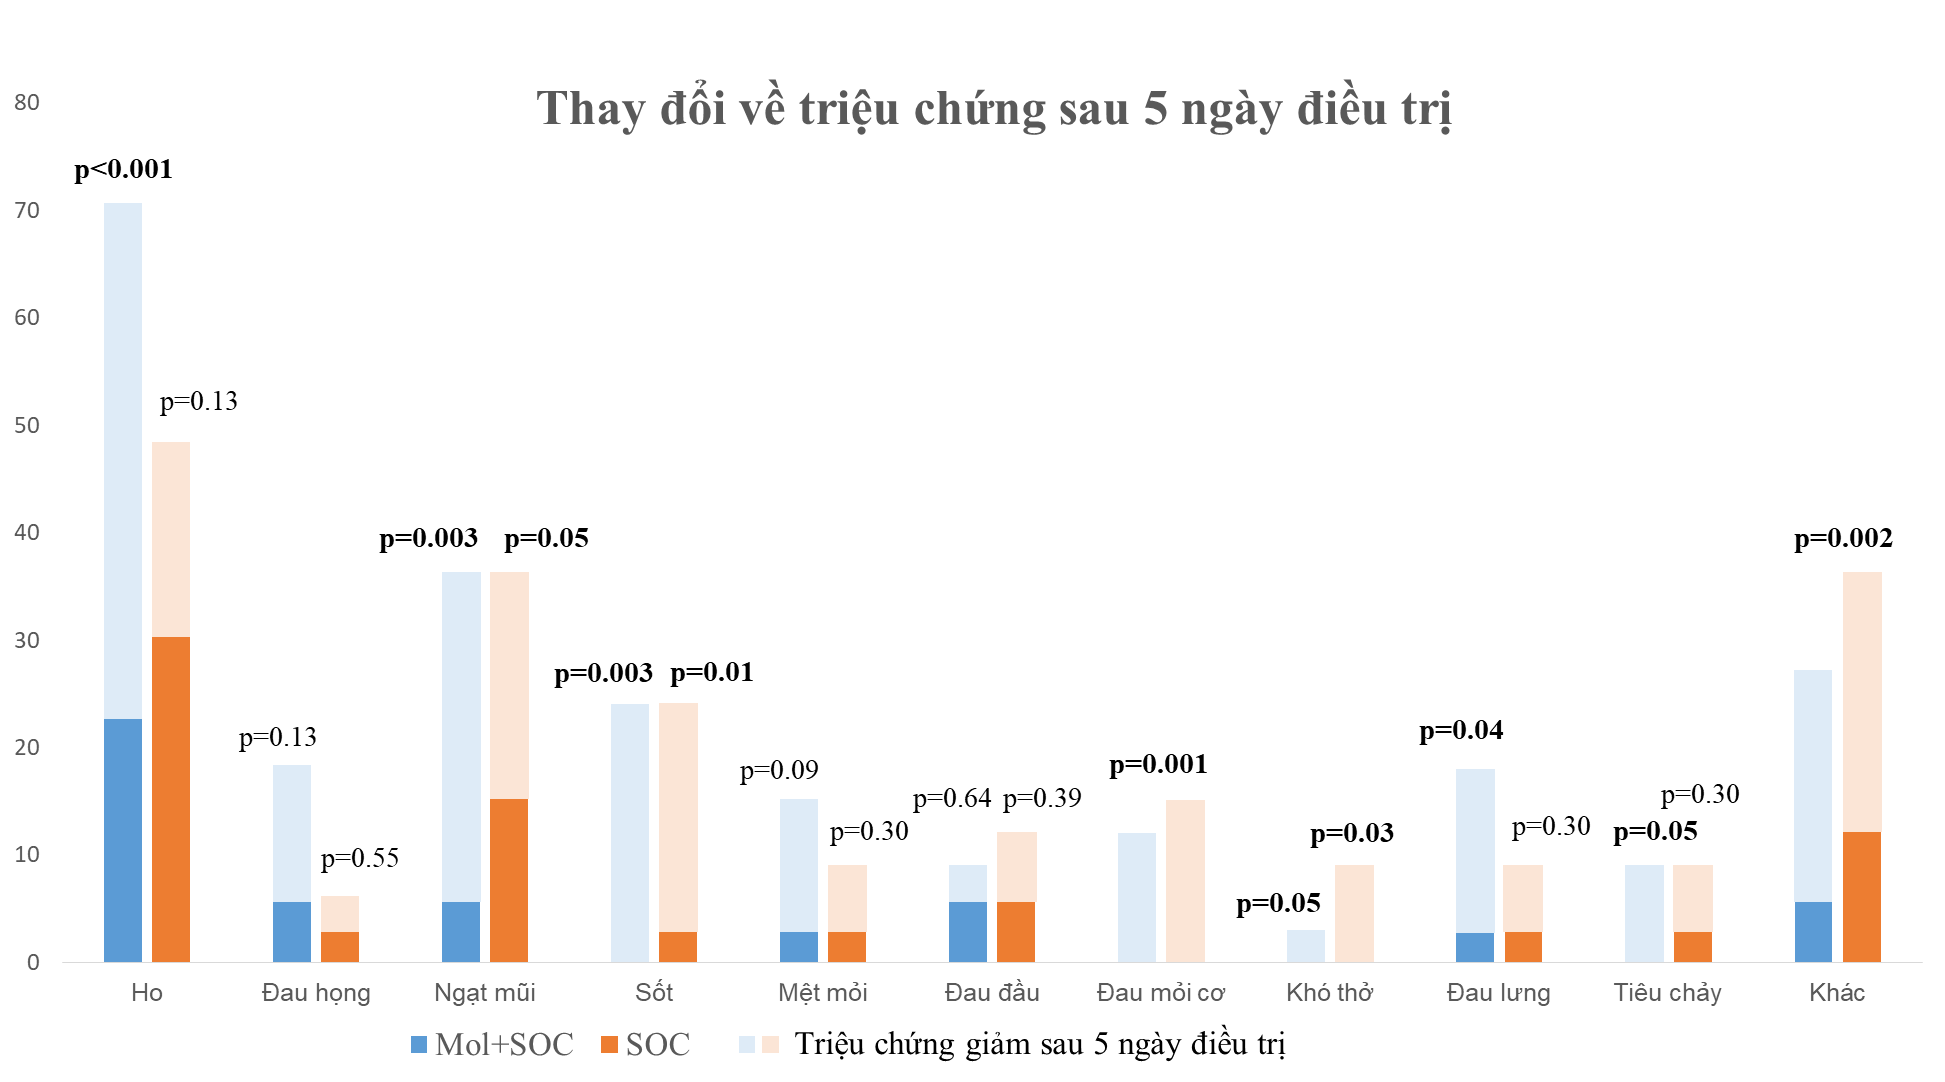 Thay đổi về triệu chứng sau 5 ngày điều trị
80
70
60
50
40
30
20
10
0
p<0.001
p=0.13
p=0.13
p=0.55
p=0.003
p=0.05
p=0.003
p=0.01
p=0.09
p=0.30
p=0.64
p=0.39
p=0.001
p=0.05
p=0.03
p=0.04
p=0.30
p=0.05
p=0.30
p=0.002
Ho
Đau họng
Ngạt mũi
Sốt
Mệt mỏi
Đau đầu
Đau mỏi cơ
Khó thở
Đau lưng
Tiêu chảy
Khác
Mol+SOC
SOC
Triệu chứng giảm sau 5 ngày điều trị